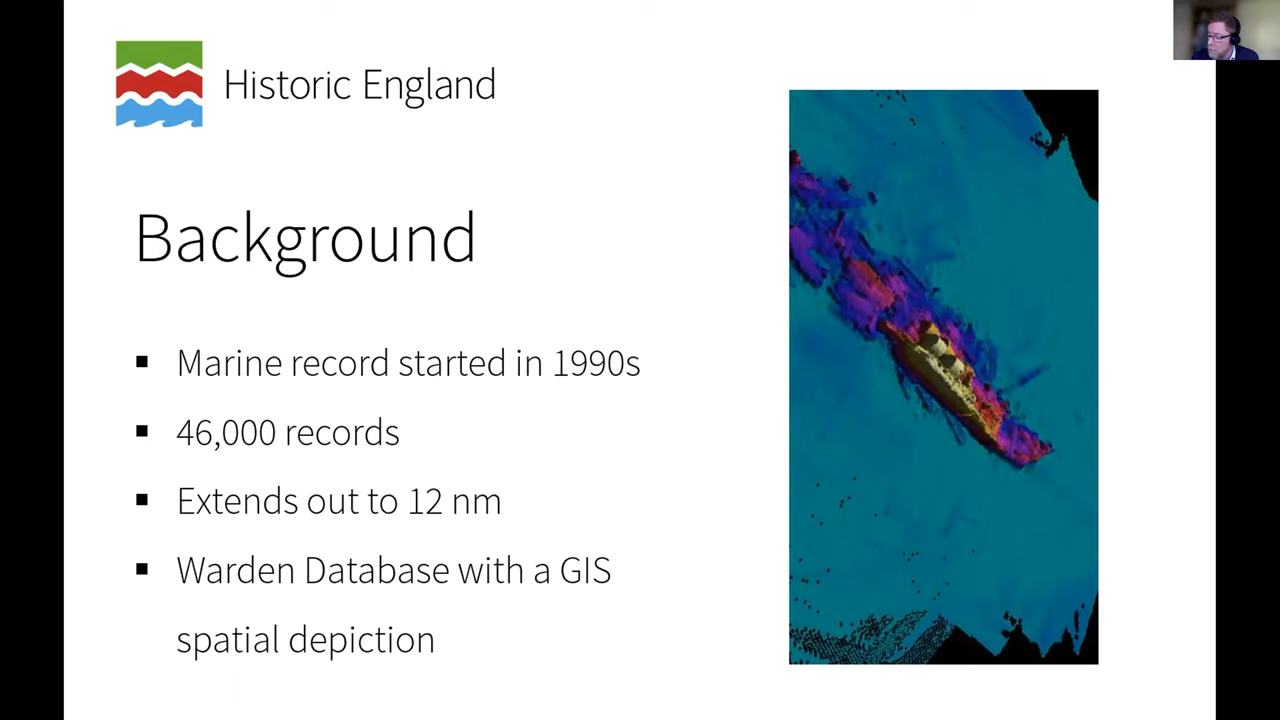 Historic England
Background
▪ Marine record started in 1990s
▪ 46,000 records
▪ Extends out to 12 nm
▪ Warden Database with a GIS
spatial depiction